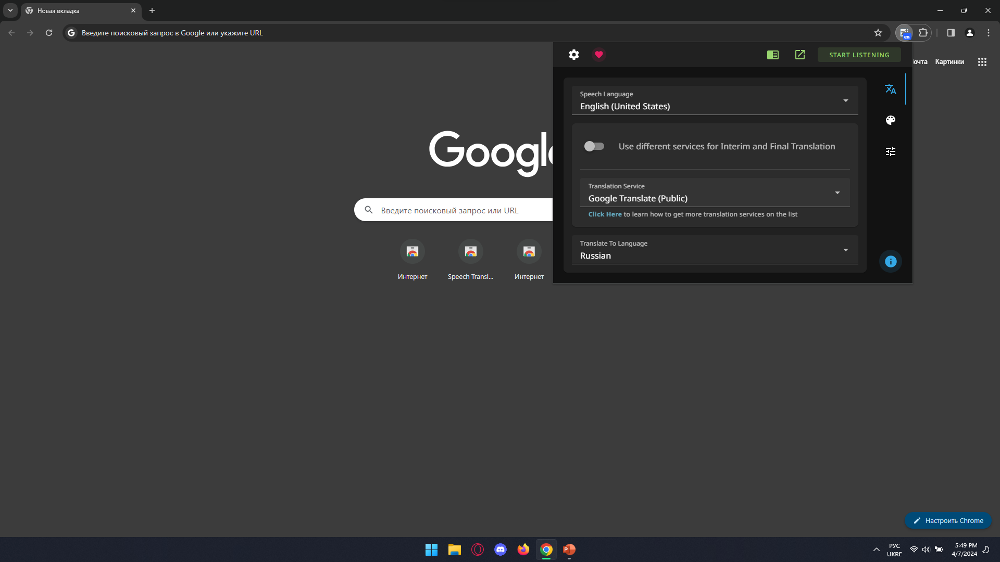 Новая вкладка
Введите поисковый запрос в Google или укажите URL
en
START LISTENING
Картинки
Speech Language
English (United States)
Use different services for Interim and Final Translation
Translation Service
Google Translate (Public)
Click Here to learn how to get more translation services on the list
Translate To Language
Russian
Введите поисковый запрос или URL
Интернет
Speech Transl...
Интернет
Настроить Chrome
РУС
UKRE
5:49 PM
4/7/2024